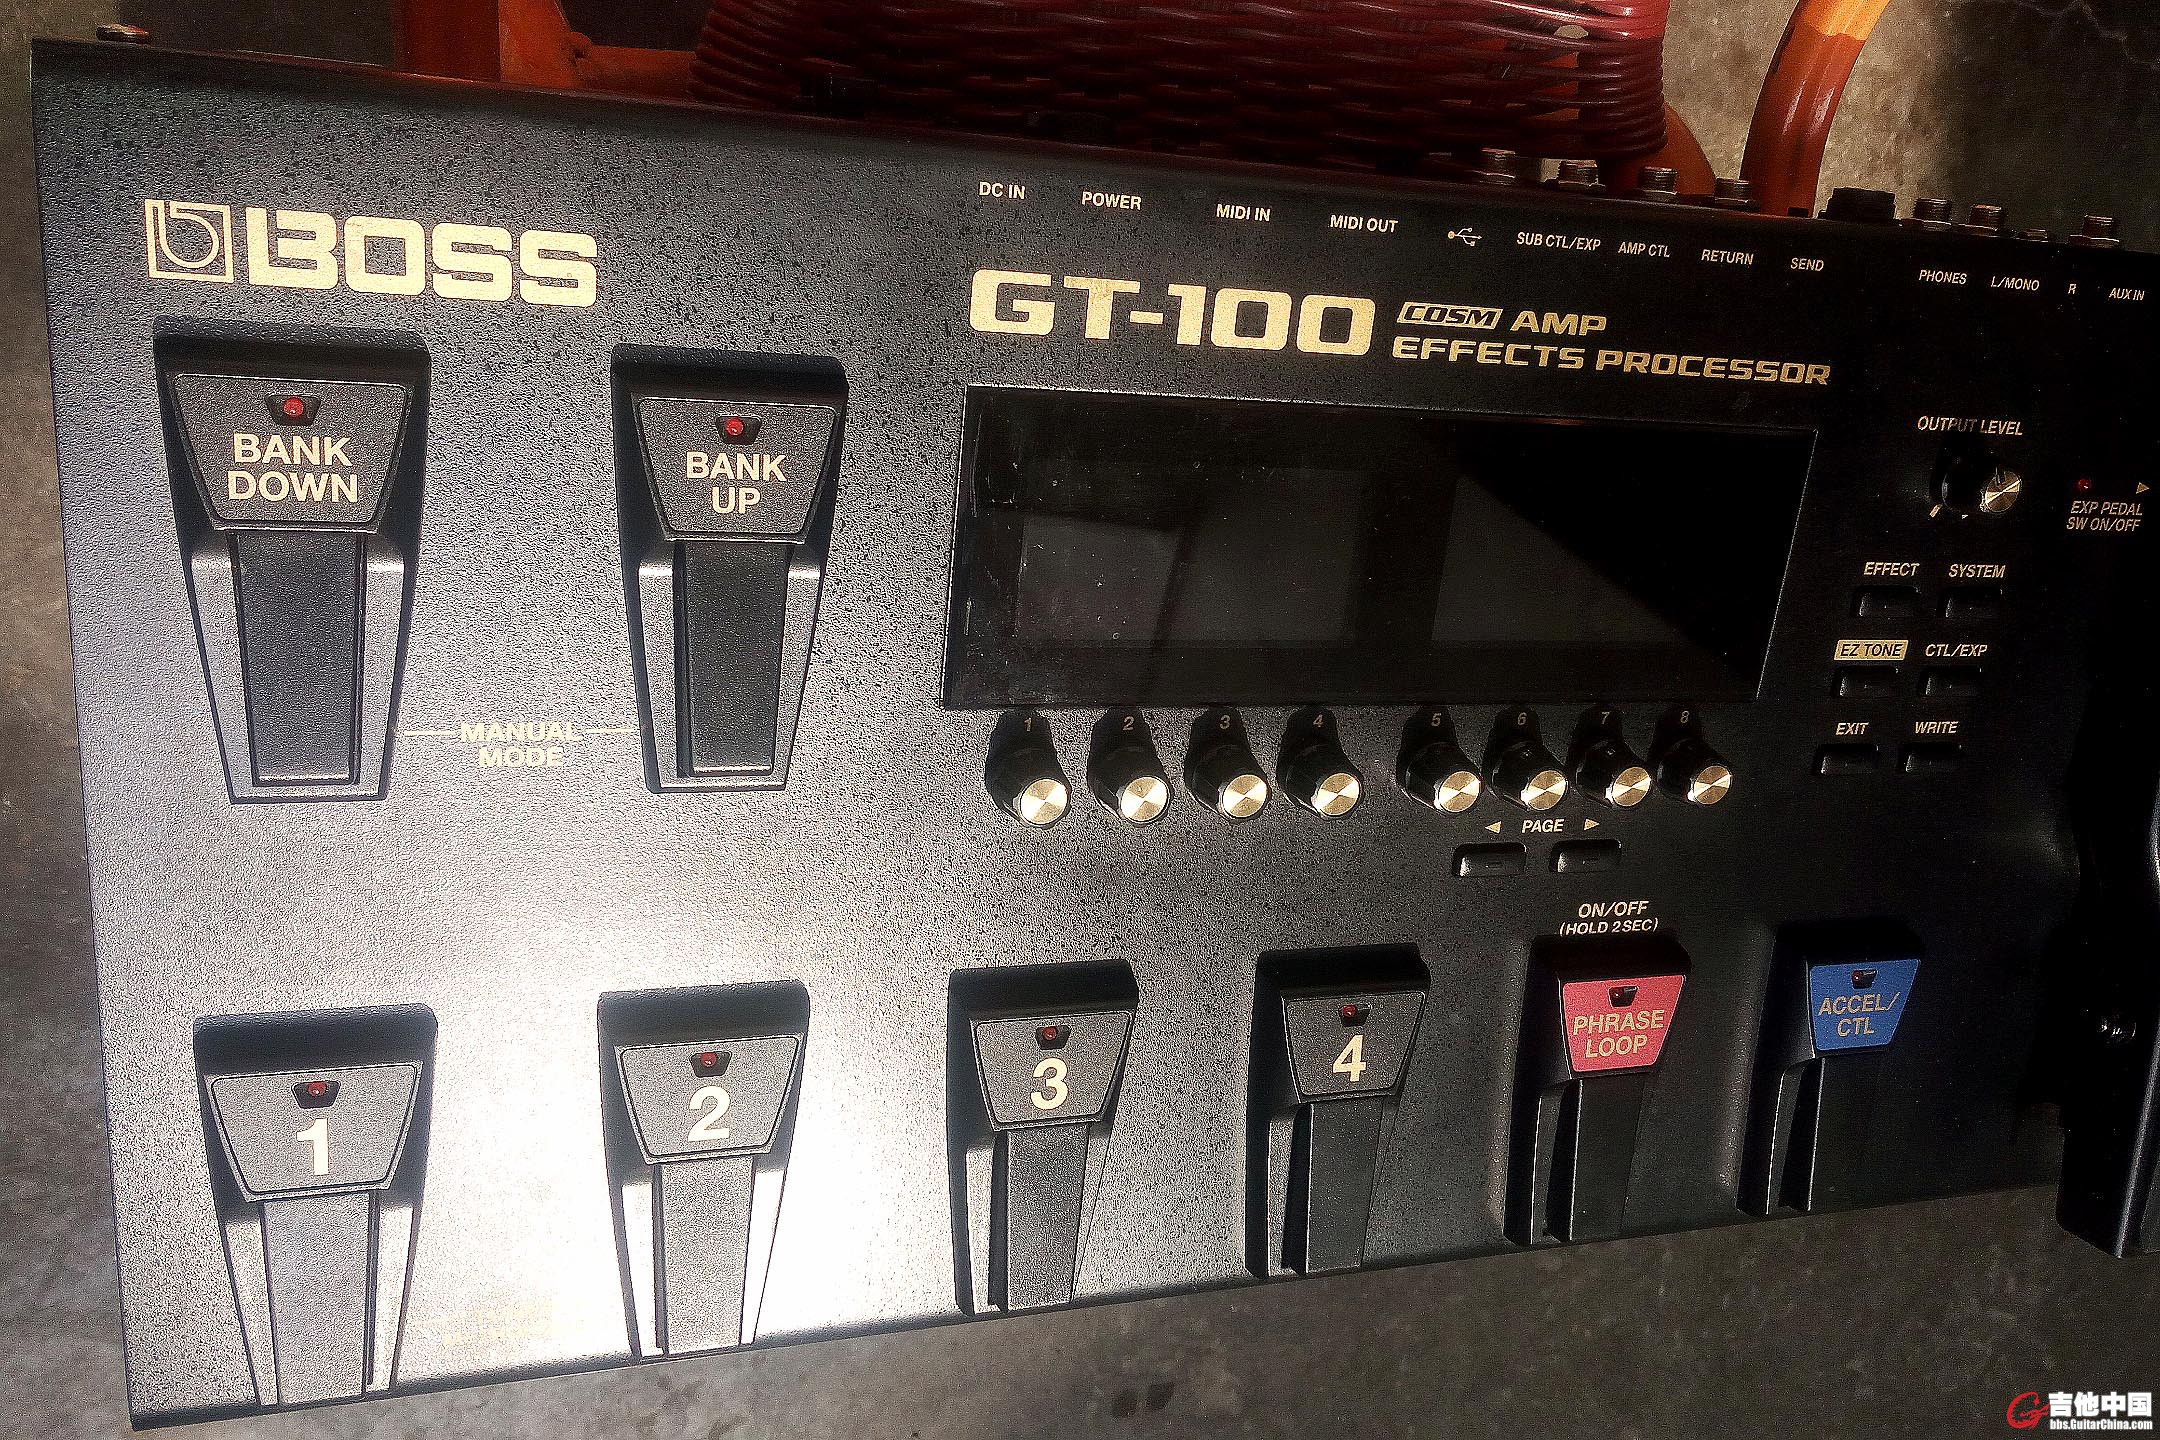 BOSS
DC IN
POWER
MIDI IN
MIDI OUT
SUB CTL/EXP
AMP CTL
RETURN
SEND
PHONES
L/MONO
R
AUX IN
GT-100
COSM AMP
EFFECTS PROCESSOR
BANK
DOWN
BANK
UP
OUTPUT LEVEL
EXP PEDAL
SW ON/OFF
EFFECT
SYSTEM
EZ TONE
CTL/EXP
EXIT
WRITE
MANUAL
MODE
1 2 3 4 5 6 7 8
PAGE
ON/OFF
(HOLD 2SEC)
1
2
3
4
PHRASE
LOOP
ACCEL/
CTL
吉他中国
bbs.GuitarChina.com